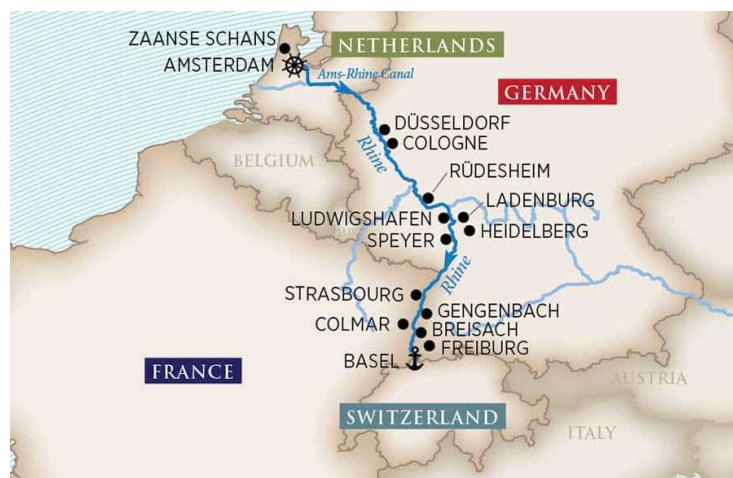 ZAANSE SCHANS
NETHERLANDS
AMSTERDAM
Ams-Rhine Canal
GERMANY
DÜSSELDORF
COLOGNE
Rhine
BELGIUM
RÜDESHEIM
LADENBURG
LUDWIGSHAFEN
HEIDELBERG
SPEYER
Rhine
STRASBOURG
GENGENBACH
COLMAR
BREISACH
FREIBURG
BASEL
FRANCE
AUSTRIA
SWITZERLAND
ITALY